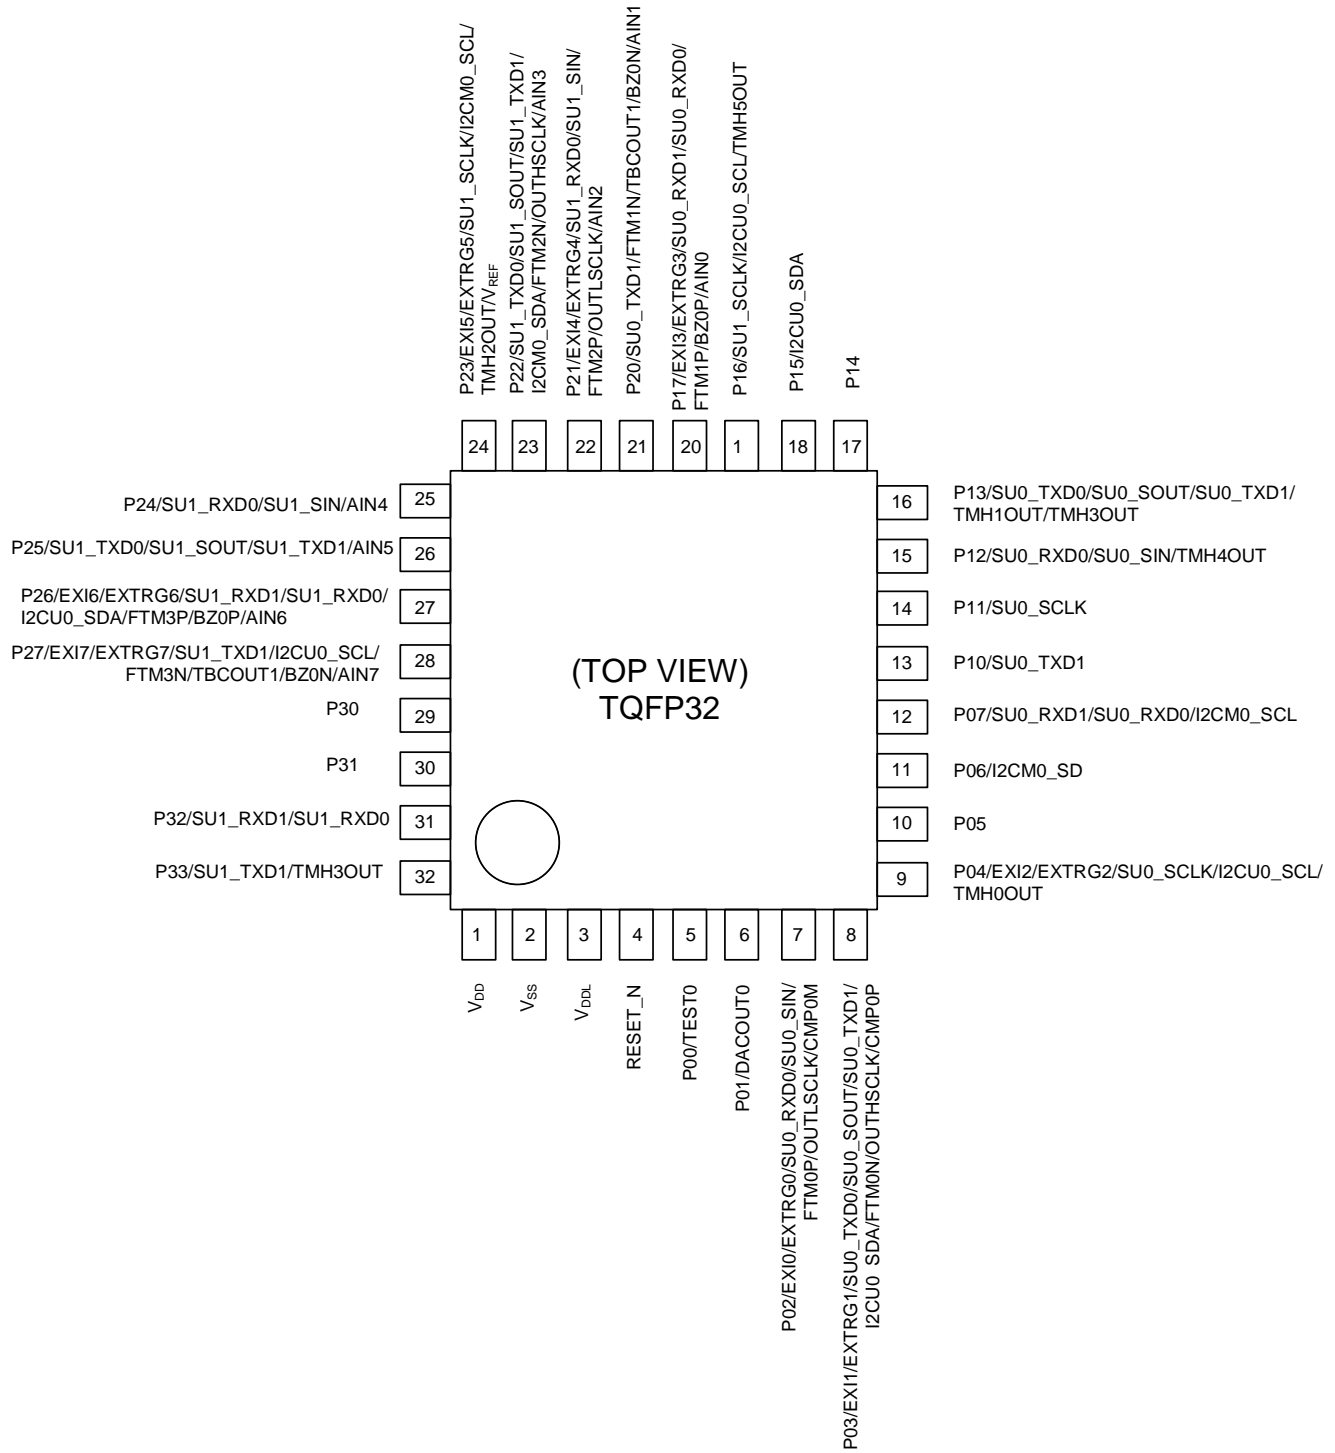 P23/EXI5/EXTRG5/SU1_SCLK/I2CM0_SCL/
TMH2OUT/VREF
P22/SU1_TXD0/SU1_SOUT/SU1_TXD1/
I2CM0_SDA/FTM2N/OUTHSCLK/AIN3
P21/EXI4/EXTRG4/SU1_RXD0/SU1_SIN/
FTM2P/OUTLSCLK/AIN2
P20/SU0_TXD1/FTM1N/TBCOUT1/BZ0N/AIN1
P17/EXI3/EXTRG3/SU0_RXD1/SU0_RXD0/
FTM1P/BZ0P/AIN0
P16/SU1_SCLK/I2CU0_SCL/TMH5OUT
P15/I2CU0_SDA
P14
24
23
22
21
20
1
18
17
P24/SU1_RXD0/SU1_SIN/AIN4
25
P25/SU1_TXD0/SU1_SOUT/SU1_TXD1/AIN5
26
P26/EXI6/EXTRG6/SU1_RXD1/SU1_RXD0/
I2CU0_SDA/FTM3P/BZ0P/AIN6
27
P27/EXI7/EXTRG7/SU1_TXD1/I2CU0_SCL/
FTM3N/TBCOUT1/BZ0N/AIN7
28
P30
29
P31
30
P32/SU1_RXD1/SU1_RXD0
31
P33/SU1_TXD1/TMH3OUT
32
(TOP VIEW)
TQFP32
16
P13/SU0_TXD0/SU0_SOUT/SU0_TXD1/
TMH1OUT/TMH3OUT
15
P12/SU0_RXD0/SU0_SIN/TMH4OUT
14
P11/SU0_SCLK
13
P10/SU0_TXD1
12
P07/SU0_RXD1/SU0_RXD0/I2CM0_SCL
11
P06/I2CM0_SD
10
P05
9
P04/EXI2/EXTRG2/SU0_SCLK/I2CU0_SCL/
TMH0OUT
1
2
3
4
5
6
7
8
VDD
VSS
VDDL
RESET_N
P00/TEST0
P01/DACOUT0
P02/EXI0/EXTRG0/SU0_RXD0/SU0_SIN/
FTM0P/OUTLSCLK/CMP0M
P03/EXI1/EXTRG1/SU0_TXD0/SU0_SOUT/SU0_TXD1/
I2CU0_SDA/FTM0N/OUTHSCLK/CMP0P